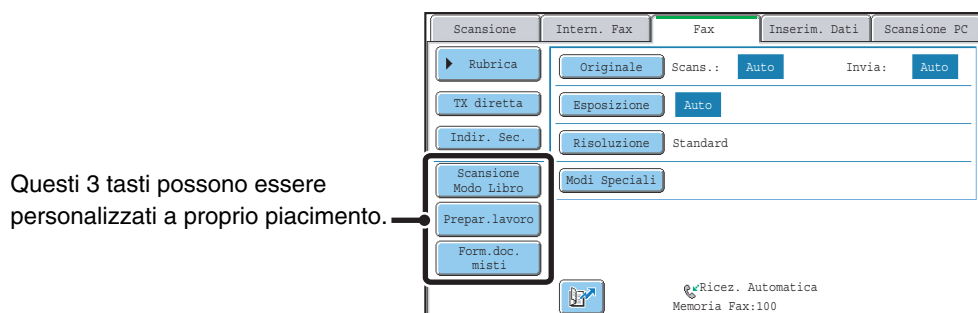 Scansione Intern. Fax Fax Inserim. Dati Scansione PC
Rubrica
Originale Scans.: Auto Invia: Auto
TX diretta
Esposizione Auto
Indir. Sec.
Risoluzione Standard
Scansione
Modo Libro
Modi Speciali
Prepar.lavoro
Form.doc.
misti
Questi 3 tasti possono essere
personalizzati a proprio piacimento.
Ricez. Automatica
Memoria Fax:100